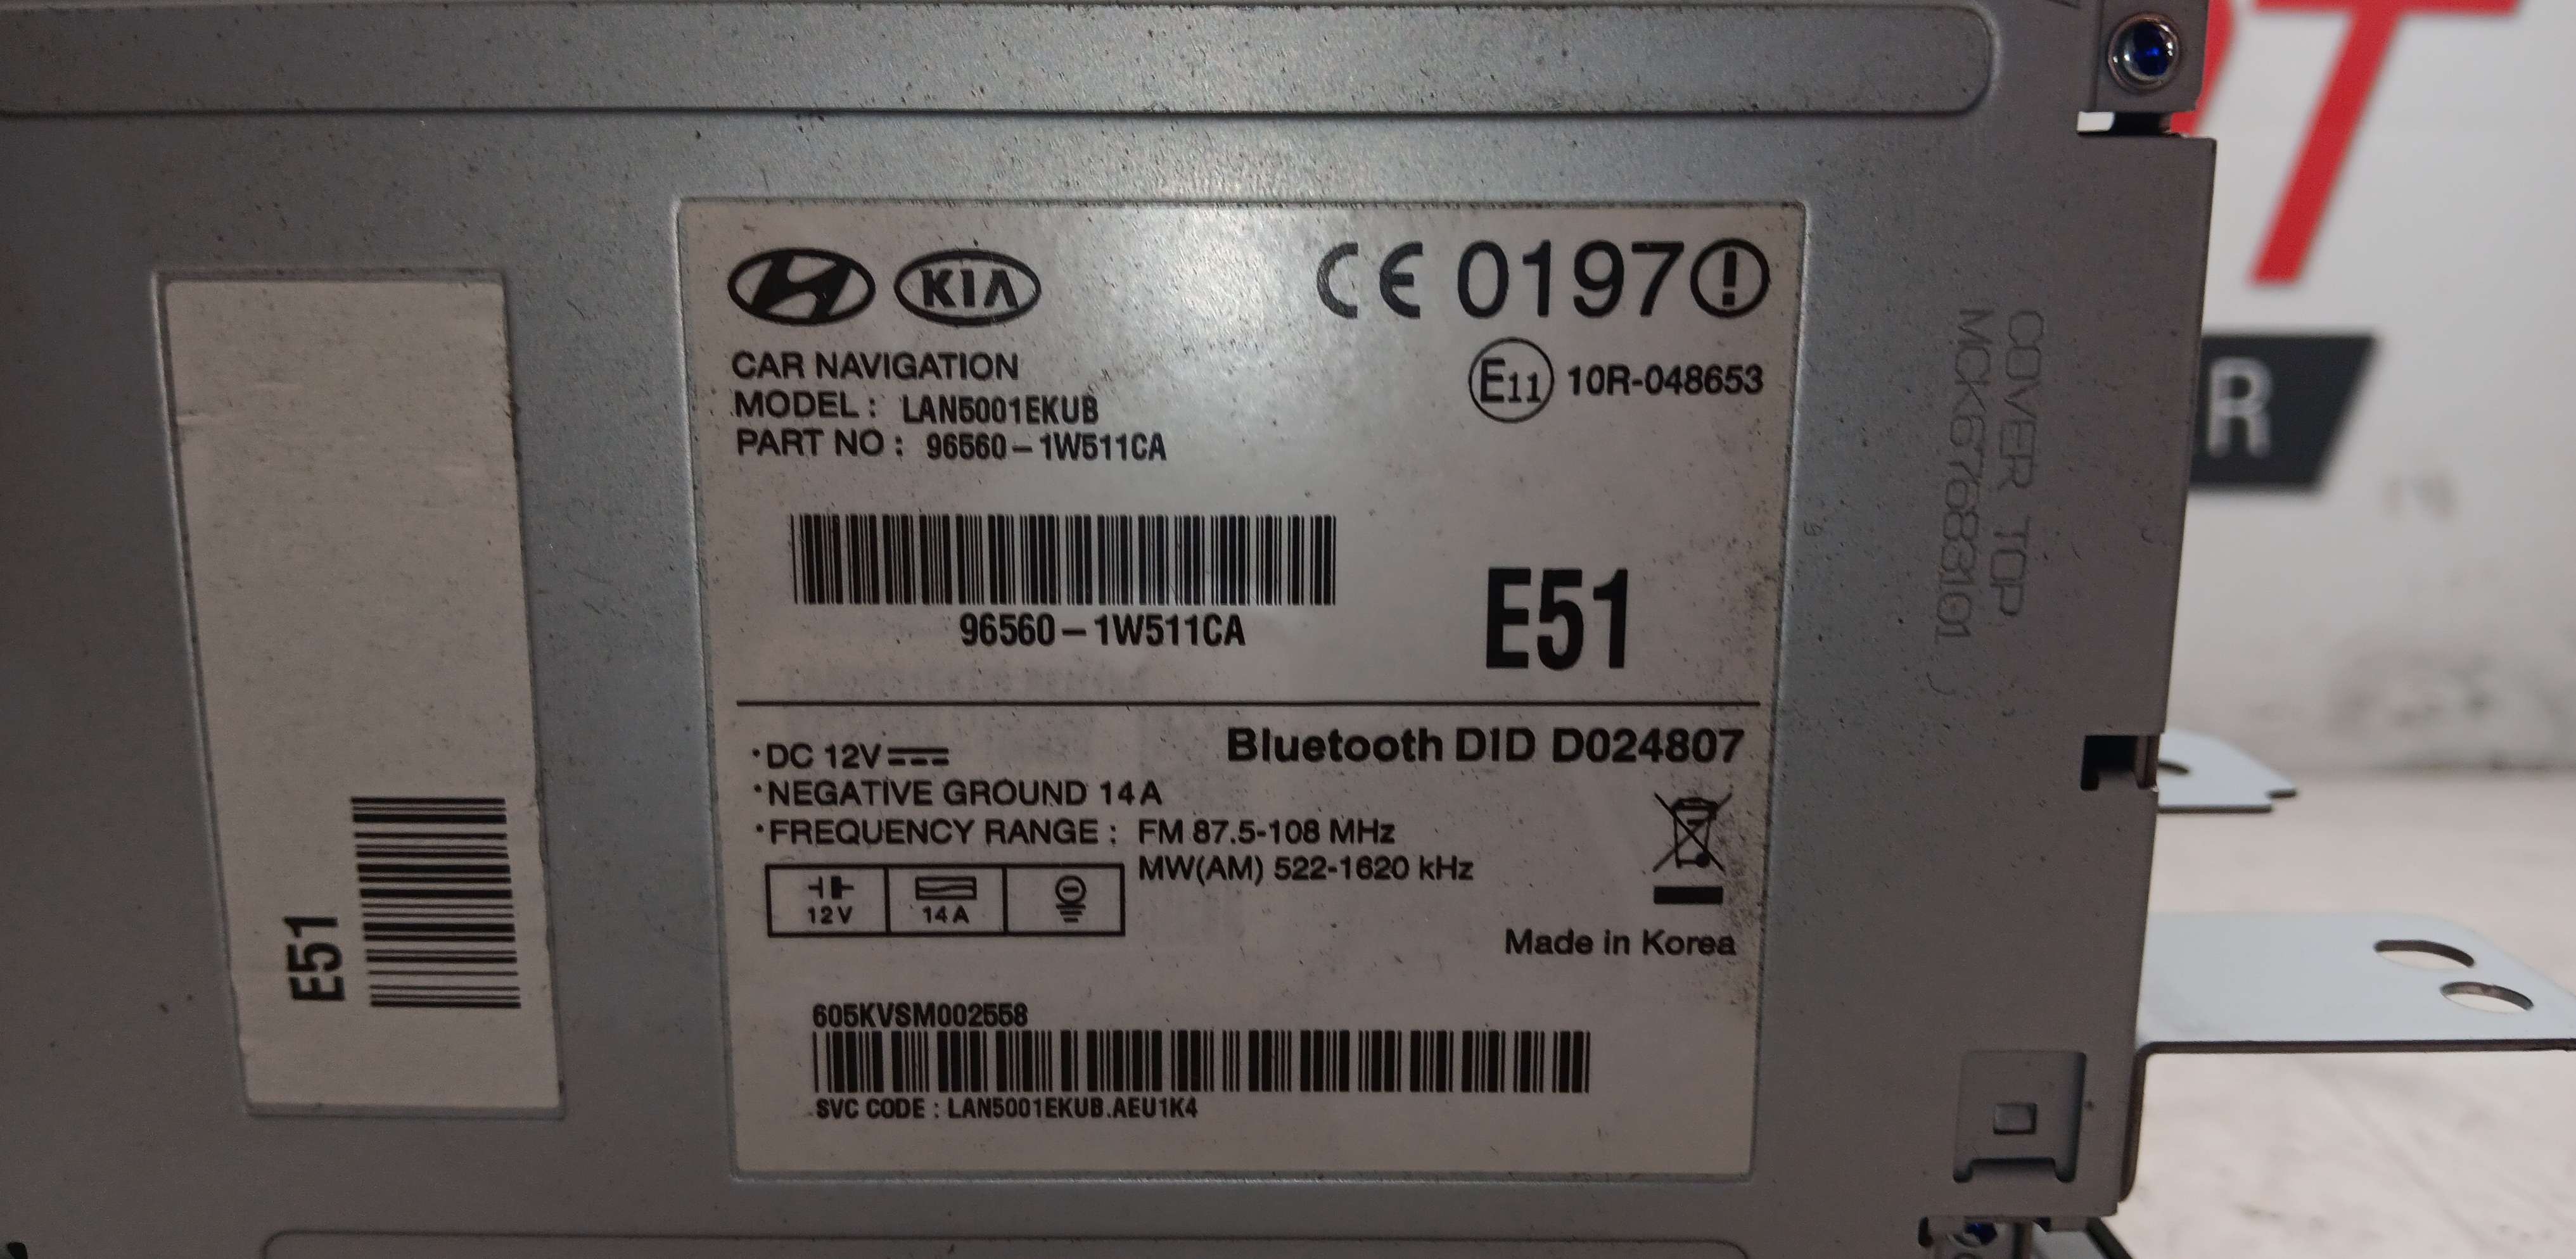 KIA
CE 0197
CAR NAVIGATION
MODEL : LAN5001EKUB
PART NO : 96560-1W511CA
E11 10R-048653
96560-1W511CA
E51
•DC 12V
Bluetooth DID D024807
•NEGATIVE GROUND 14A
•FREQUENCY RANGE : FM 87.5-108 MHz
MW(AM) 522-1620 kHz
12V 14A
Made in Korea
605KVSM002558
SVC CODE : LAN5001EKUB.AEU1K4
E51
COVER TOP
R